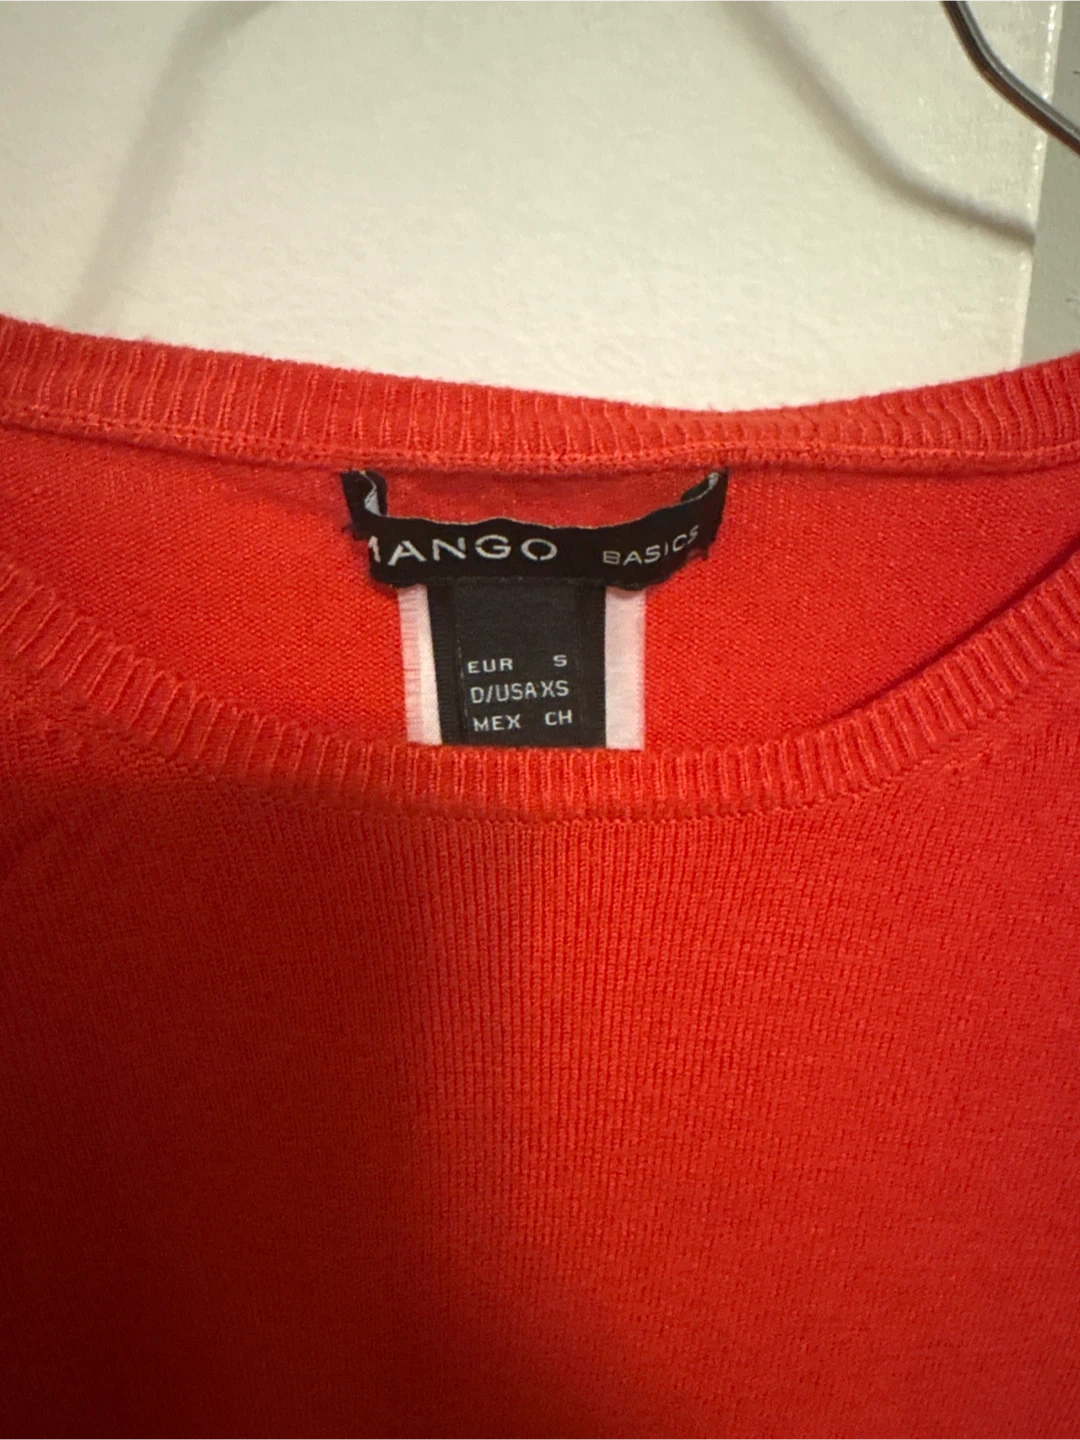 MANGO BASICS
EUR S
D/USA XS
MEX CH